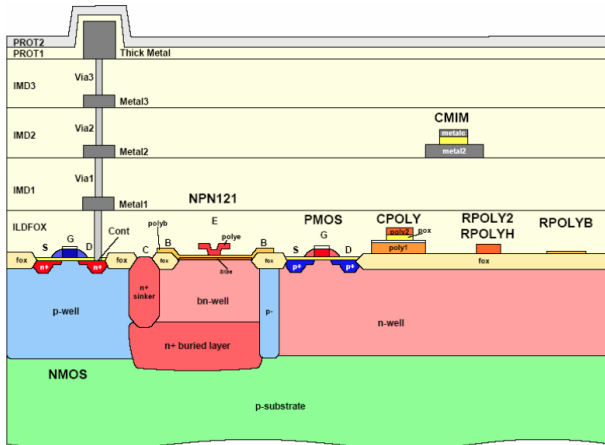 PROT2
PROT1
Thick Metal
Via3
IMD3
Metal3
CMIM
Via2
IMD2
metalc
Metal2
metal2
Via1
IMD1
NPN121
Metal1
ILDFOX
Cont
polyb
E
polye
PMOS
CPOLY
RPOLY2
RPOLYH
RPOLYB
S
G
D
C
B
B
S
G
D
poly2
pox
poly1
fox
n+
n+
fox
fox
fox
p+
p+
fox
n+
sinker
p-well
bn-well
p-
n-well
n+ buried layer
NMOS
p-substrate